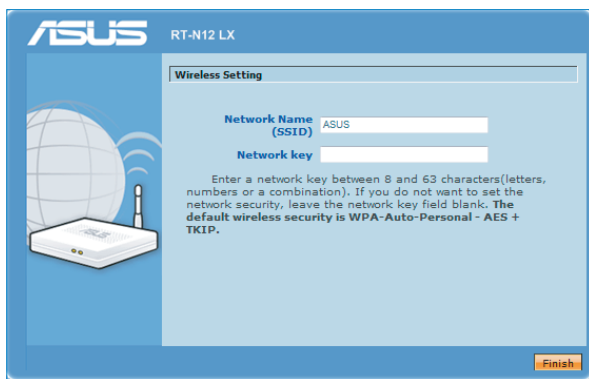 ASUS RT-N12 LX
Wireless Setting
Network Name
(SSID) ASUS
Network key
Enter a network key between 8 and 63 characters(letters,
numbers or a combination). If you do not want to set the
network security, leave the network key field blank. The
default wireless security is WPA-Auto-Personal - AES +
TKIP.
ASUS
Finish